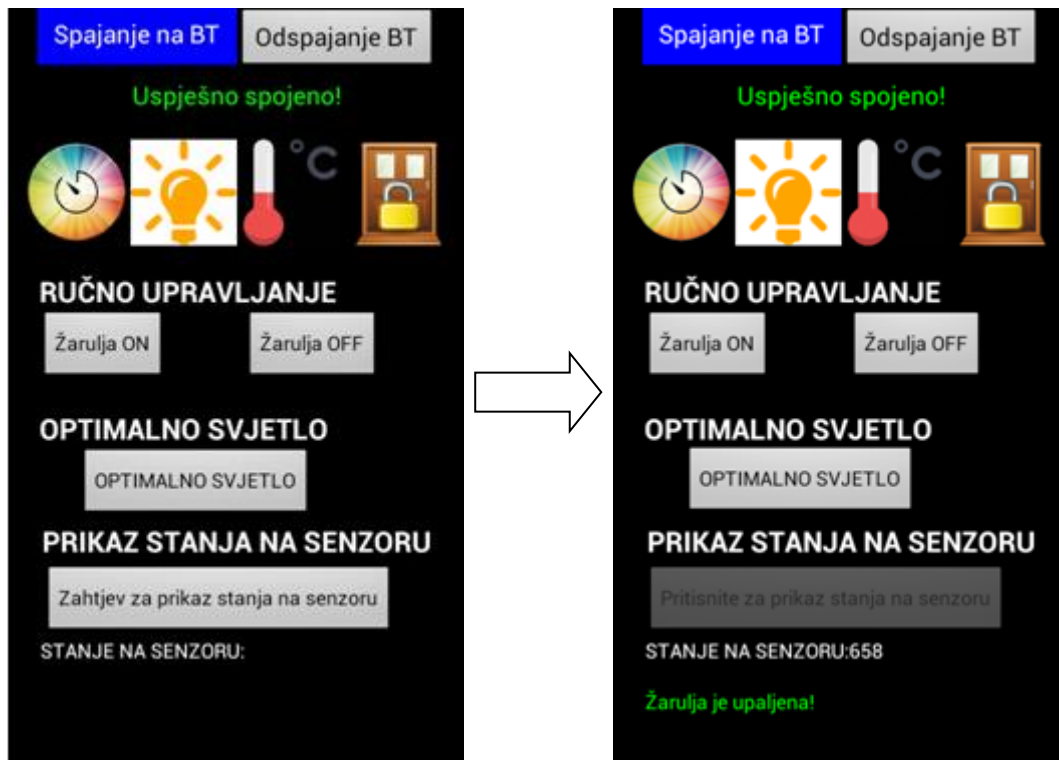 Spajanje na BT
Odspajanje BT
Uspješno spojeno!
°C
RUČNO UPRAVLJANJE
Žarulja ON
Žarulja OFF
OPTIMALNO SVJETLO
OPTIMALNO SVJETLO
PRIKAZ STANJA NA SENZORU
Zahtjev za prikaz stanja na senzoru
STANJE NA SENZORU:
Spajanje na BT
Odspajanje BT
Uspješno spojeno!
°C
RUČNO UPRAVLJANJE
Žarulja ON
Žarulja OFF
OPTIMALNO SVJETLO
OPTIMALNO SVJETLO
PRIKAZ STANJA NA SENZORU
Pritisnite za prikaz stanja na senzoru
STANJE NA SENZORU:658
Žarulja je upaljena!